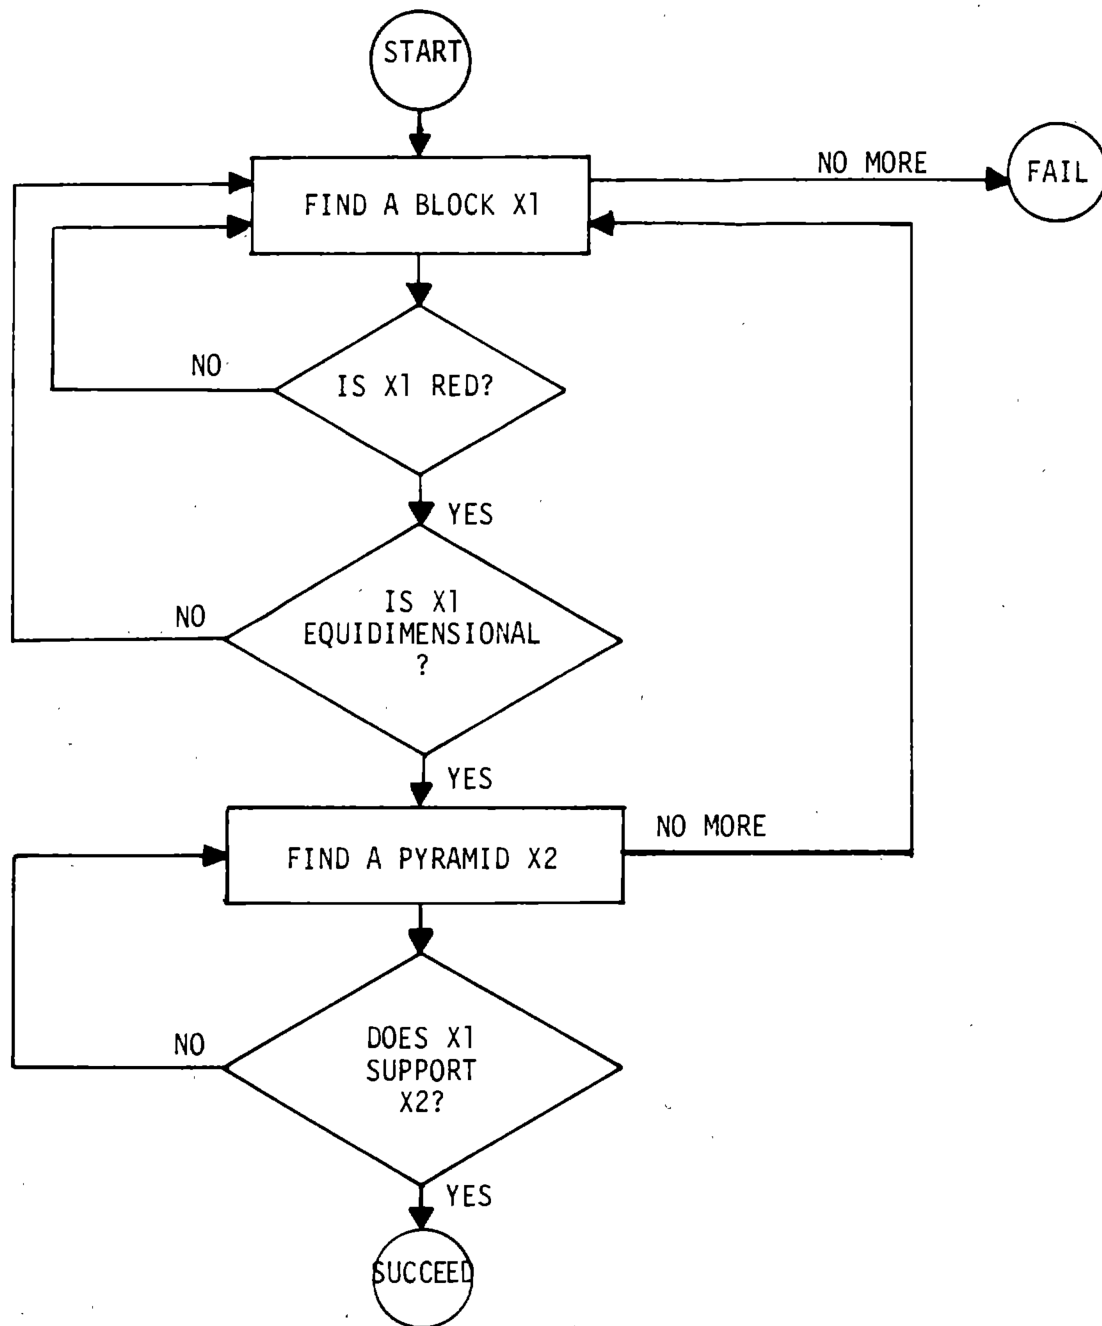 START
NO MORE
FAIL
FIND A BLOCK X1
NO
IS X1 RED?
YES
NO
IS X1
EQUIDIMENSIONAL
?
YES
NO MORE
FIND A PYRAMID X2
NO
DOES X1
SUPPORT
X2?
YES
SUCCEED